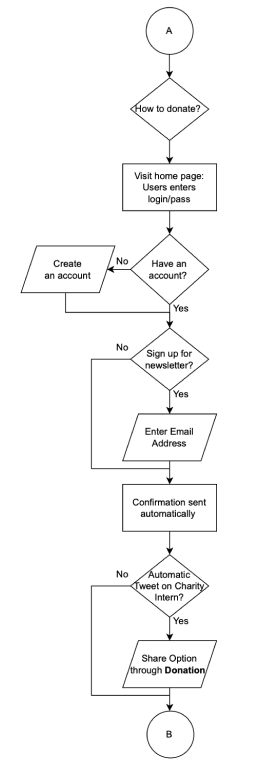 A
How to donate?
Visit home page:
Users enters
login/pass
No
Have an
account?
Create
an account
Yes
No
Sign up for
newsletter?
Yes
Enter Email
Address
Confirmation sent
automatically
No
Automatic
Tweet on Charity
Intern?
Yes
Share Option
through Donation
B